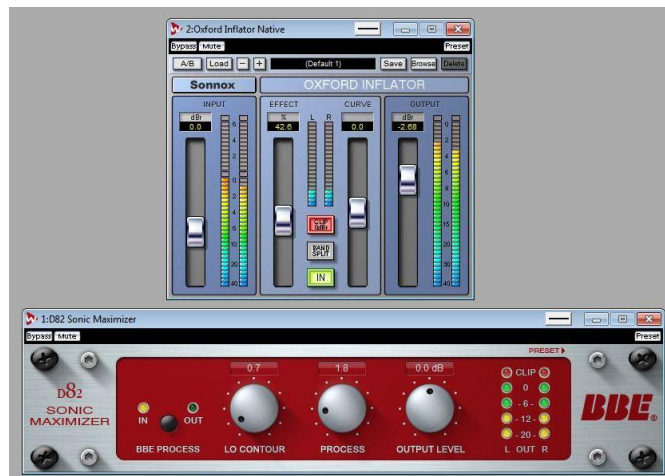 2:Oxford Inflator Native
Bypass Mute Preset
A/B Load - + (Default 1) Save Browse Delete
Sonnox OXFORD INFLATOR
INPUT EFFECT CURVE OUTPUT
dBr % L R dBr
0.0 42.6 0.0 -2.68
CLIP 0dBr
BAND SPLIT
IN
1:D82 Sonic Maximizer
Bypass Mute Preset
PRESET
0.7 1.8 0.0 dB
D82
SONIC
MAXIMIZER
IN OUT
BBE PROCESS LO CONTOUR PROCESS OUTPUT LEVEL
CLIP
0
-6-
-12-
-20-
L OUT R
BBE®